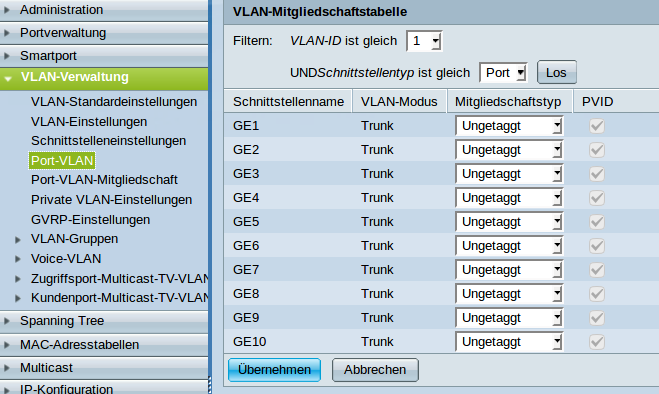 Administration
Portverwaltung
Smartport
VLAN-Verwaltung
VLAN-Standardeinstellungen
VLAN-Einstellungen
Schnittstelleneinstellungen
Port-VLAN
Port-VLAN-Mitgliedschaft
Private VLAN-Einstellungen
GVRP-Einstellungen
VLAN-Gruppen
Voice-VLAN
Zugriffsport-Multicast-TV-VLAN
Kundenport-Multicast-TV-VLAN
Spanning Tree
MAC-Adresstabellen
Multicast
IP-Konfiguration
VLAN-Mitgliedschaftstabelle
Filtern: VLAN-ID ist gleich 1
UNDSchnittstellentyp ist gleich Port Los
Schnittstellenname VLAN-Modus Mitgliedschaftstyp PVID
GE1 Trunk Ungetaggt
GE2 Trunk Ungetaggt
GE3 Trunk Ungetaggt
GE4 Trunk Ungetaggt
GE5 Trunk Ungetaggt
GE6 Trunk Ungetaggt
GE7 Trunk Ungetaggt
GE8 Trunk Ungetaggt
GE9 Trunk Ungetaggt
GE10 Trunk Ungetaggt
Übernehmen Abbrechen